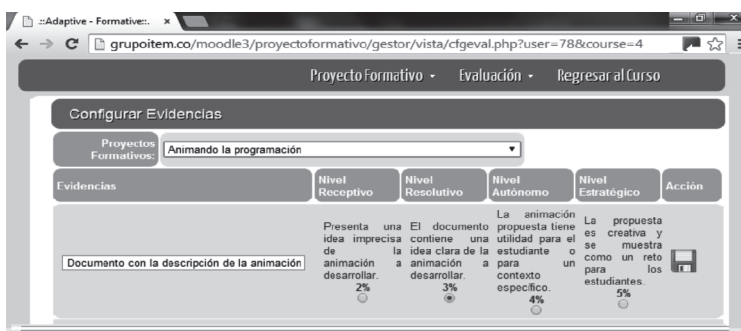 .::Adaptive - Formative::.
grupoitem.co/moodle3/proyectoformativo/gestor/vista/cfgeval.php?user=78&course=4
Proyecto Formativo Evaluación Regresar al Curso
Configurar Evidencias
Proyectos
Formativos:
Animando la programación
Evidencias
Nivel
Receptivo
Nivel
Resolutivo
Nivel
Autónomo
Nivel
Estratégico
Acción
Documento con la descripción de la animación
Presenta una
idea imprecisa
de la
animación a
desarrollar.
2%
El documento
contiene una
idea clara de la
animación a
desarrollar.
3%
La animación
propuesta tiene
utilidad para el
estudiante o
para un
contexto
específico.
4%
La propuesta
es creativa y
se muestra
como un reto
para los
estudiantes.
5%